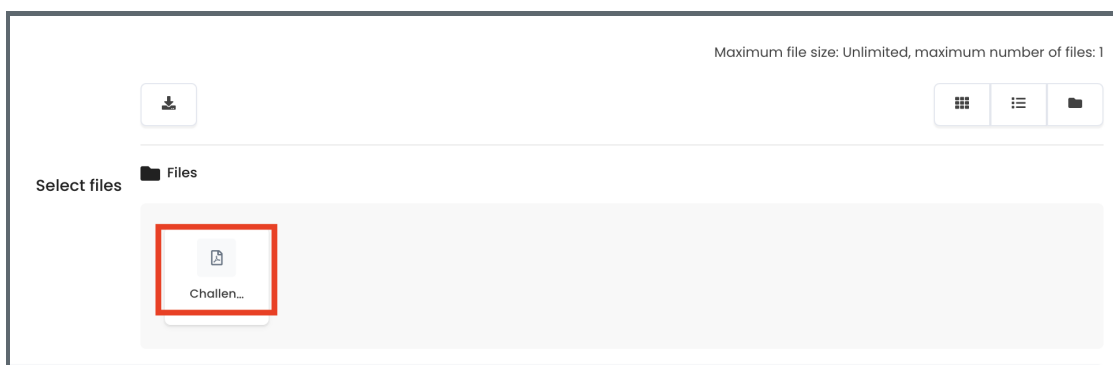 Maximum file size: Unlimited, maximum number of files: 1
Files
Select files
Challen...